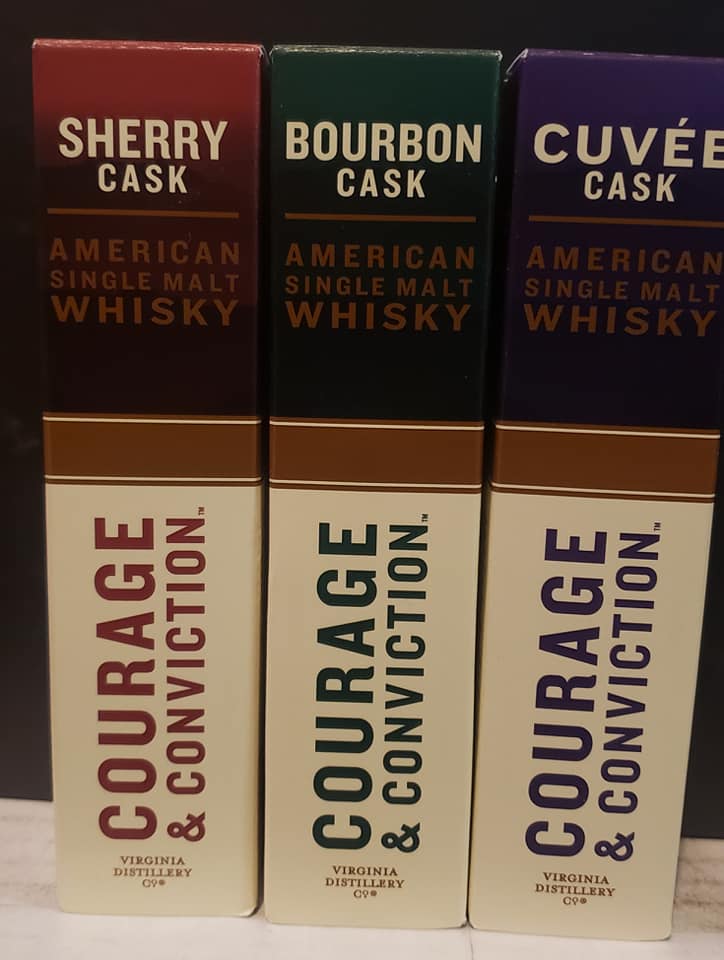 SHERRY
CASK
AMERICAN
SINGLE MALT
WHISKY
COURAGE
& CONVICTION™
VIRGINIA
DISTILLERY
Cº®
BOURBON
CASK
AMERICAN
SINGLE MALT
WHISKY
COURAGE
& CONVICTION™
VIRGINIA
DISTILLERY
Cº®
CUVÉE
CASK
AMERICAN
SINGLE MALT
WHISKY
COURAGE
& CONVICTION™
VIRGINIA
DISTILLERY
Cº®